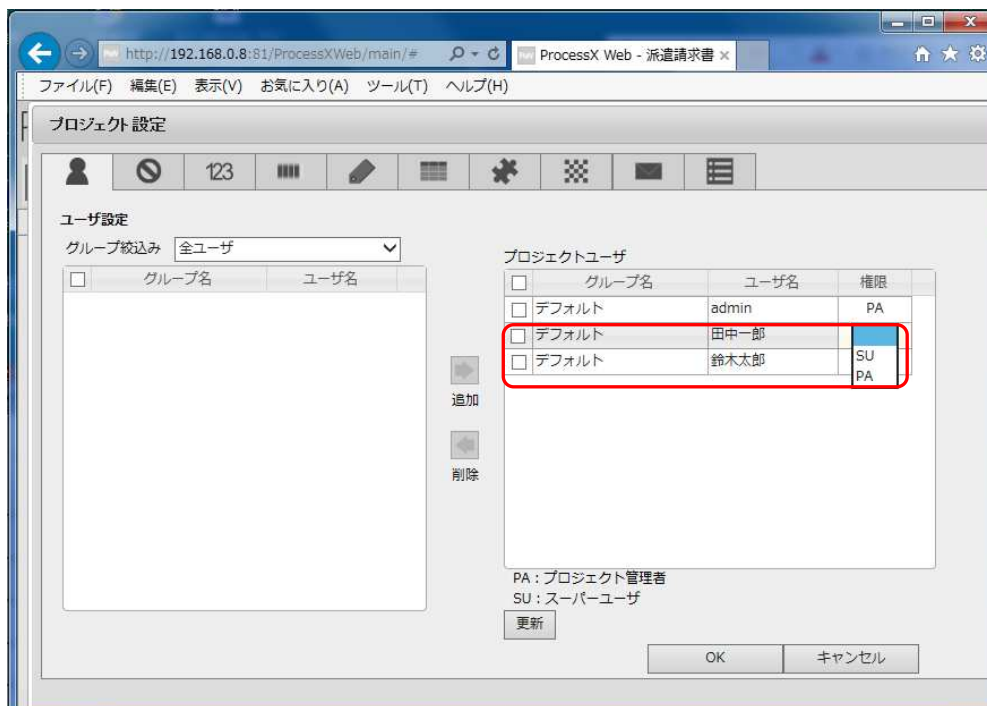 http://192.168.0.8:81/ProcessXWeb/main/#
ProcessX Web - 派遣請求書
ファイル(F) 編集(E) 表示(V) お気に入り(A) ツール(T) ヘルプ(H)
プロジェクト設定
123
ユーザ設定
グループ絞込み 全ユーザ
グループ名 ユーザ名
プロジェクトユーザ
グループ名 ユーザ名 権限
デフォルト admin PA
デフォルト 田中一郎
デフォルト 鈴木太郎
SU
PA
追加
削除
PA：プロジェクト管理者
SU：スーパーユーザ
更新
OK キャンセル